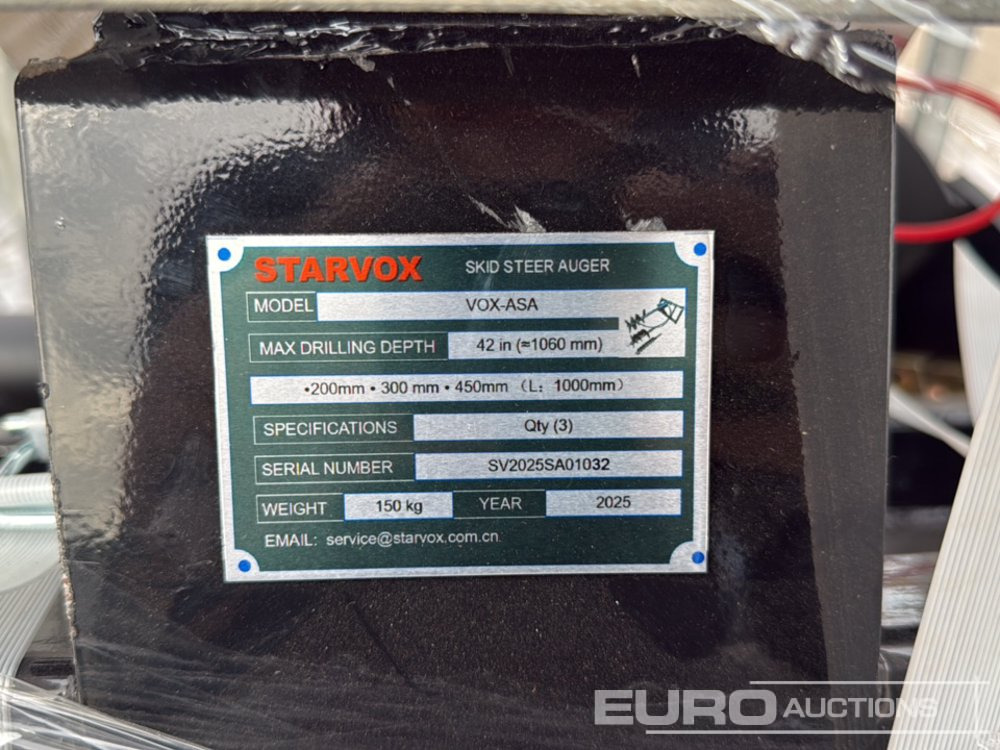 STARVOX SKID STEER AUGER
MODEL VOX-ASA
MAX DRILLING DEPTH 42 in (≈1060 mm)
•200mm • 300 mm • 450mm （L：1000mm）
SPECIFICATIONS Qty (3)
SERIAL NUMBER SV2025SA01032
WEIGHT 150 kg YEAR 2025
EMAIL: service@starvox.com.cn
EURO AUCTIONS